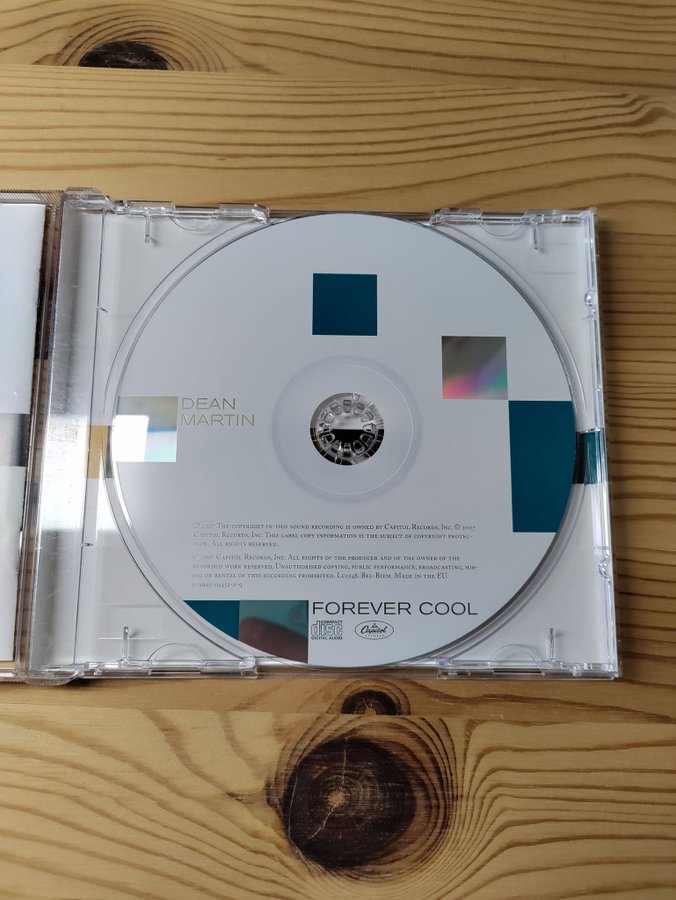 DEAN
MARTIN
℗ 2007 The copyright in this sound recording is owned by Capitol Records, Inc. © 2007
Capitol Records, Inc. This label copy information is the subject of copyright protec-
tion. All rights reserved.
© 2007 Capitol Records, Inc. All rights of the producer and of the owner of the
recorded work reserved. Unauthorised copying, public performance, broadcasting, hir-
ing or rental of this recording prohibited. LC0148. Bel-Biem. Made in the EU.
FOREVER COOL
COMPACT
disc
DIGITAL AUDIO
Capitol